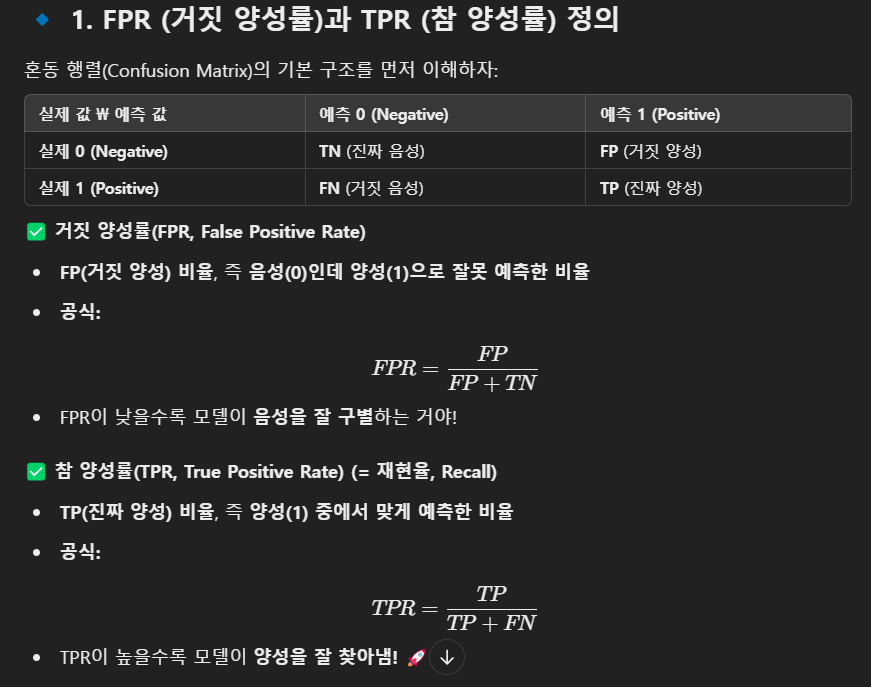 1. FPR (거짓 양성률)과 TPR (참 양성률) 정의
혼동 행렬(Confusion Matrix)의 기본 구조를 먼저 이해하자:
실제 값 ₩ 예측 값 예측 0 (Negative) 예측 1 (Positive)
실제 0 (Negative) TN (진짜 음성) FP (거짓 양성)
실제 1 (Positive) FN (거짓 음성) TP (진짜 양성)
✅ 거짓 양성률(FPR, False Positive Rate)
• FP(거짓 양성) 비율, 즉 음성(0)인데 양성(1)으로 잘못 예측한 비율
• 공식:
FPR = FP / (FP + TN)
• FPR이 낮을수록 모델이 음성을 잘 구별하는 거야!
✅ 참 양성률(TPR, True Positive Rate) (= 재현율, Recall)
• TP(진짜 양성) 비율, 즉 양성(1) 중에서 맞게 예측한 비율
• 공식:
TPR = TP / (TP + FN)
• TPR이 높을수록 모델이 양성을 잘 찾아냄! 🚀